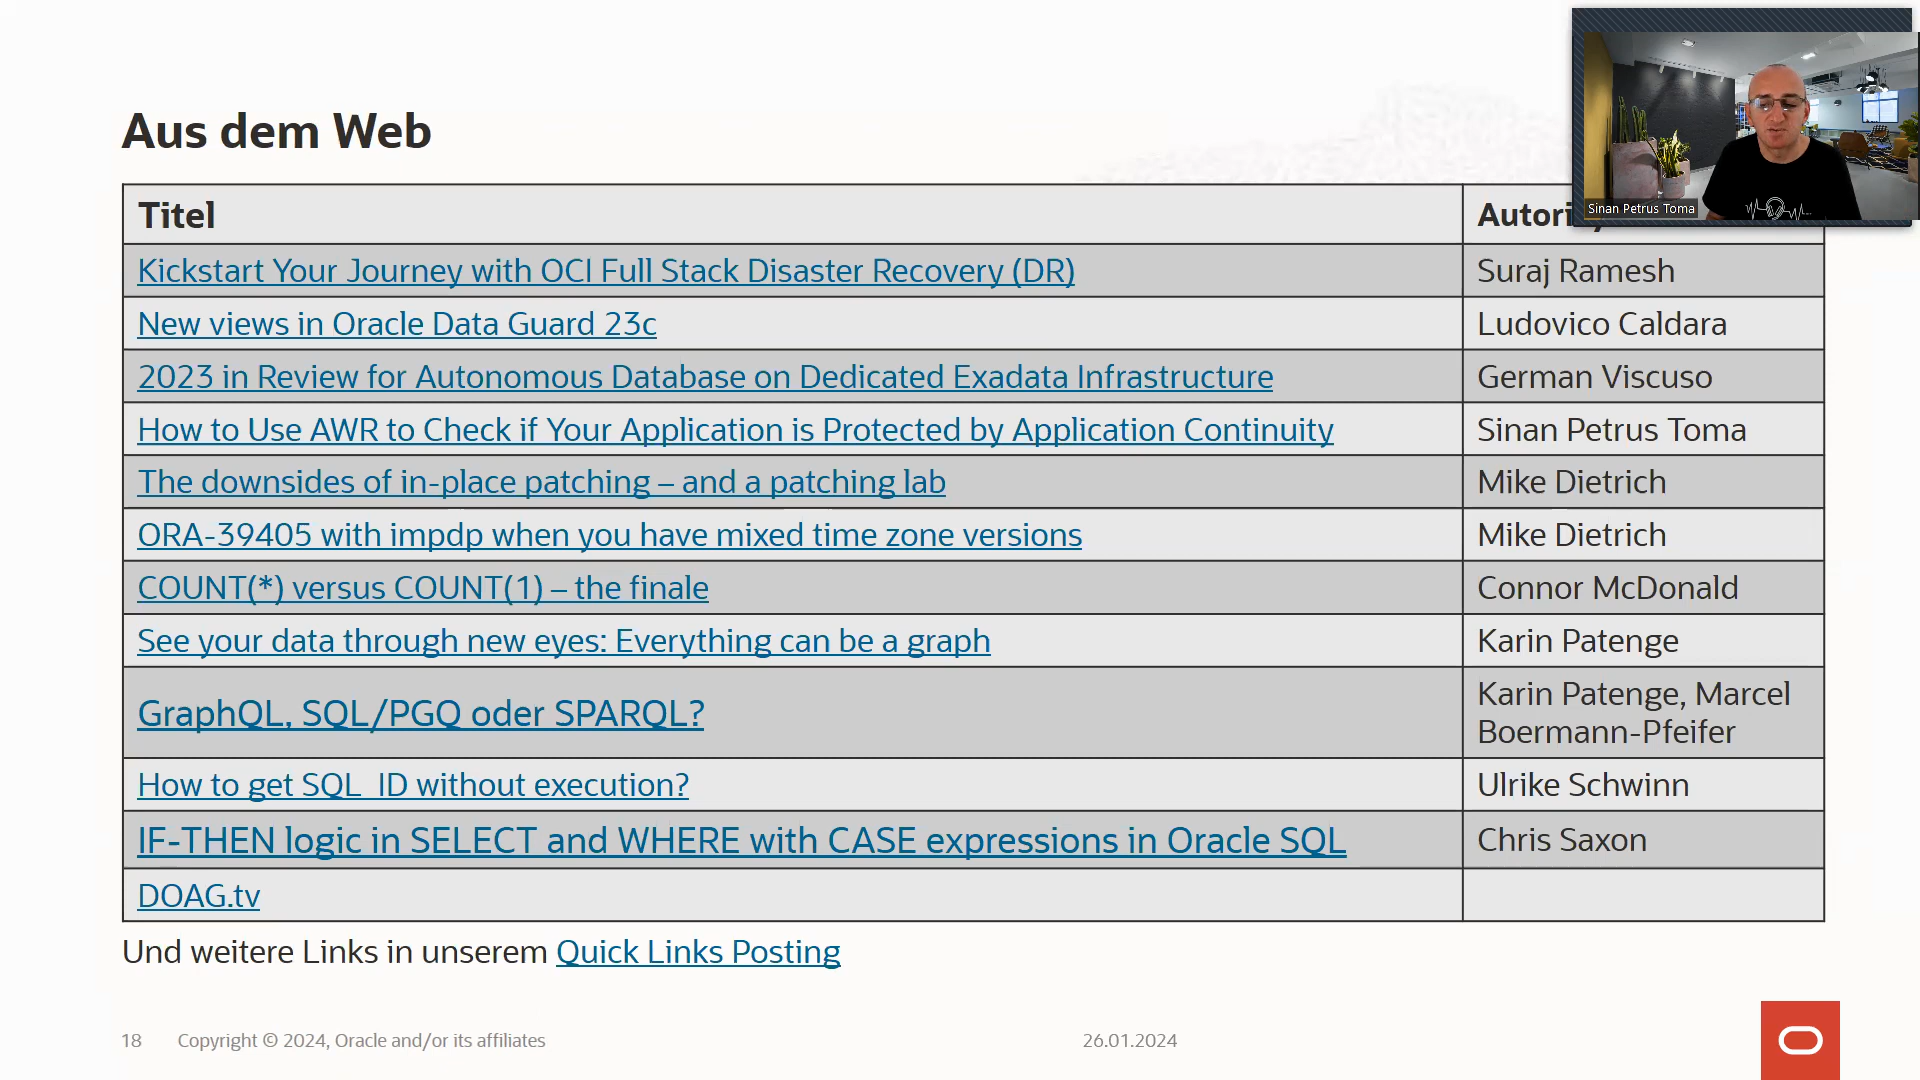 Aus dem Web
Titel
Kickstart Your Journey with OCI Full Stack Disaster Recovery (DR)
Suraj Ramesh
New views in Oracle Data Guard 23c
Ludovico Caldara
2023 in Review for Autonomous Database on Dedicated Exadata Infrastructure
German Viscuso
How to Use AWR to Check if Your Application is Protected by Application Continuity
Sinan Petrus Toma
The downsides of in-place patching – and a patching lab
Mike Dietrich
ORA-39405 with impdp when you have mixed time zone versions
Mike Dietrich
COUNT(*) versus COUNT(1) – the finale
Connor McDonald
See your data through new eyes: Everything can be a graph
Karin Patenge
GraphQL, SQL/PGQ oder SPARQL?
Karin Patenge, Marcel
Boermann-Pfeifer
How to get SQL_ID without execution?
Ulrike Schwinn
IF-THEN logic in SELECT and WHERE with CASE expressions in Oracle SQL
Chris Saxon
DOAG.tv
Und weitere Links in unserem Quick Links Posting
18 Copyright © 2024, Oracle and/or its affiliates 26.01.2024
Sinan Petrus Toma